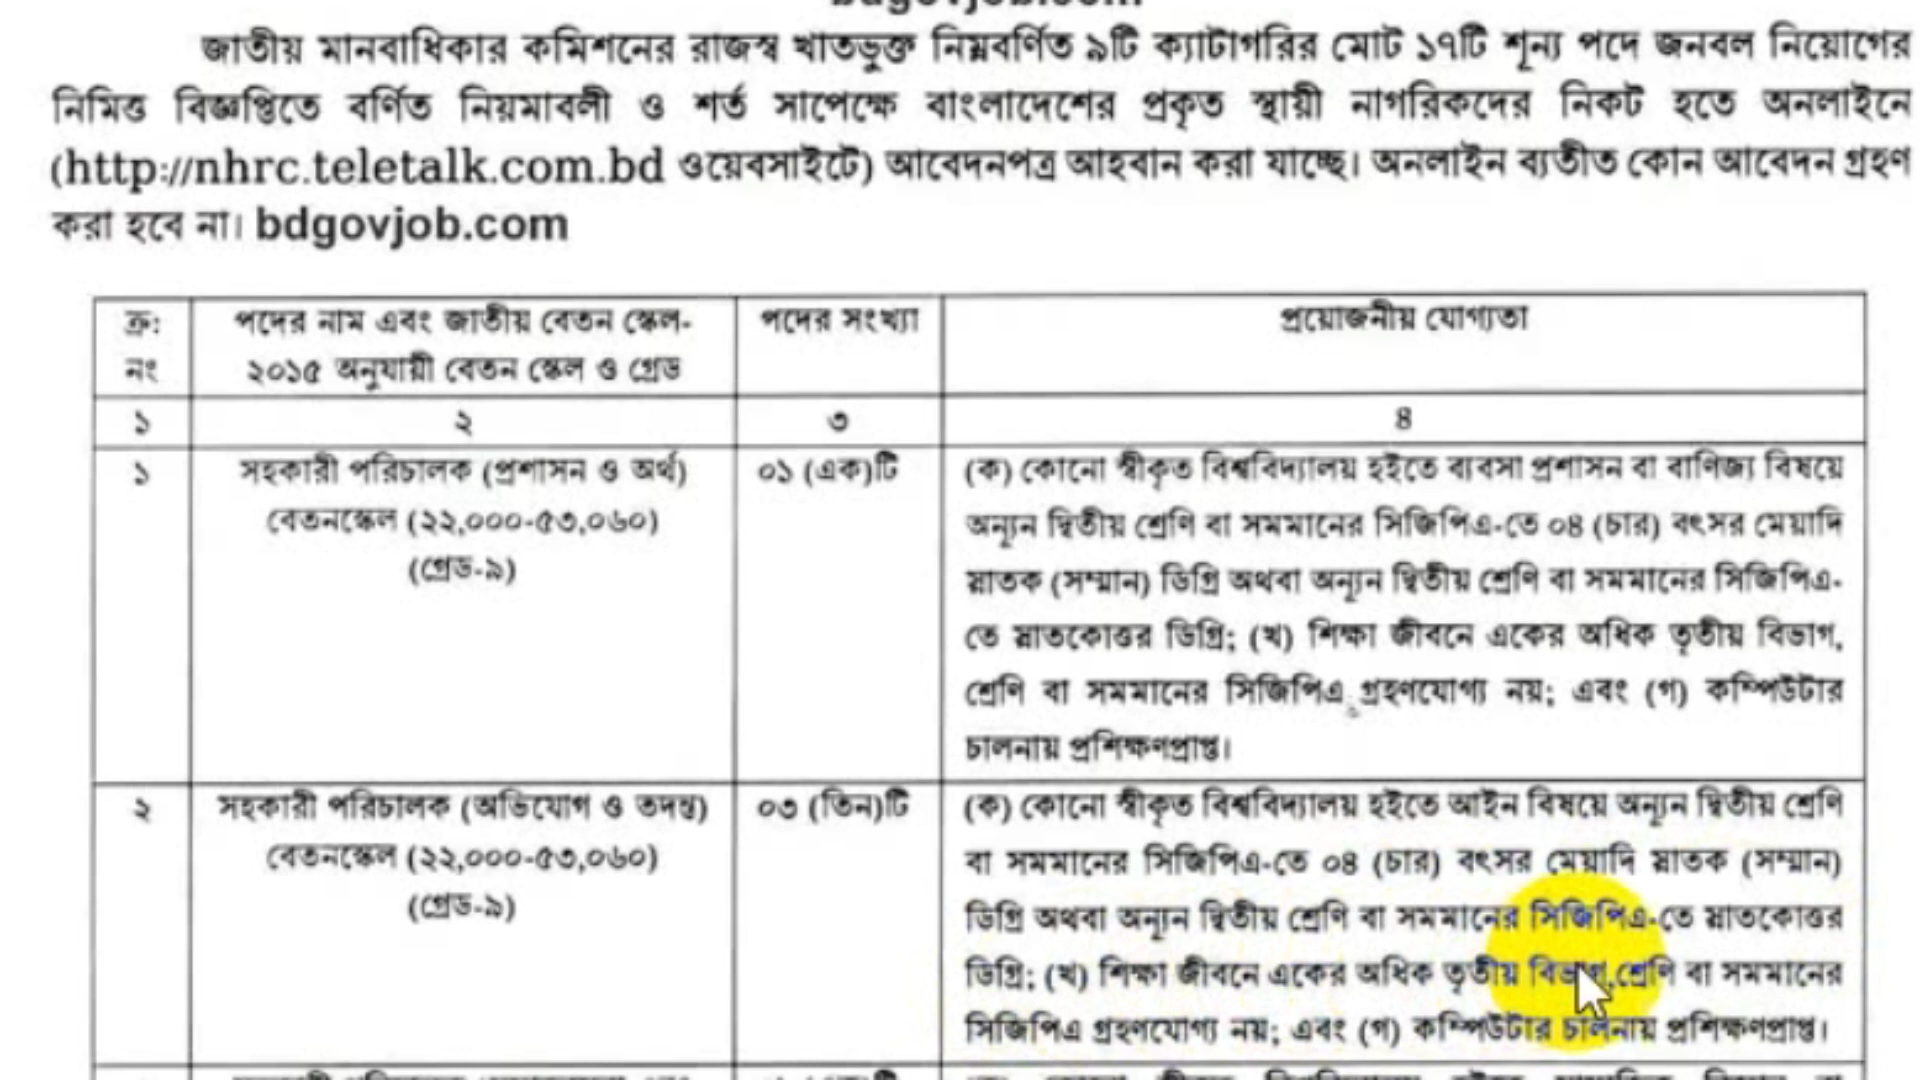 bdgovjob.com
জাতীয় মানবাধিকার কমিশনের রাজস্ব খাতভুক্ত নিম্নবর্ণিত ৯টি ক্যাটাগরির মোট ১৭টি শূন্য পদে জনবল নিয়োগের
নিমিত্ত বিজ্ঞপ্তিতে বর্ণিত নিয়মাবলী ও শর্ত সাপেক্ষে বাংলাদেশের প্রকৃত স্থায়ী নাগরিকদের নিকট হতে অনলাইনে
(http://nhrc.teletalk.com.bd ওয়েবসাইটে) আবেদনপত্র আহবান করা যাচ্ছে। অনলাইন ব্যতীত কোন আবেদন গ্রহণ
করা হবে না। bdgovjob.com
ক্র:
নং
পদের নাম এবং জাতীয় বেতন স্কেল-
২০১৫ অনুযায়ী বেতন স্কেল ও গ্রেড
পদের সংখ্যা
প্রয়োজনীয় যোগ্যতা
১
২
৩
৪
১
সহকারী পরিচালক (প্রশাসন ও অর্থ)
বেতনস্কেল (২২,০০০-৫৩,০৬০)
(গ্রেড-৯)
০১ (এক)টি
(ক) কোনো স্বীকৃত বিশ্ববিদ্যালয় হইতে ব্যবসা প্রশাসন বা বাণিজ্য বিষয়ে
অন্যূন দ্বিতীয় শ্রেণি বা সমমানের সিজিপিএ-তে ০৪ (চার) বৎসর মেয়াদি
স্নাতক (সম্মান) ডিগ্রি অথবা অন্যূন দ্বিতীয় শ্রেণি বা সমমানের সিজিপিএ-
তে স্নাতকোত্তর ডিগ্রি; (খ) শিক্ষা জীবনে একের অধিক তৃতীয় বিভাগ,
শ্রেণি বা সমমানের সিজিপিএ গ্রহণযোগ্য নয়; এবং (গ) কম্পিউটার
চালনায় প্রশিক্ষণপ্রাপ্ত।
২
সহকারী পরিচালক (অভিযোগ ও তদন্ত)
বেতনস্কেল (২২,০০০-৫৩,০৬০)
(গ্রেড-৯)
০৩ (তিন)টি
(ক) কোনো স্বীকৃত বিশ্ববিদ্যালয় হইতে আইন বিষয়ে অন্যূন দ্বিতীয় শ্রেণি
বা সমমানের সিজিপিএ-তে ০৪ (চার) বৎসর মেয়াদি স্নাতক (সম্মান)
ডিগ্রি অথবা অন্যূন দ্বিতীয় শ্রেণি বা সমমানের সিজিপিএ-তে স্নাতকোত্তর
ডিগ্রি; (খ) শিক্ষা জীবনে একের অধিক তৃতীয় বিভাগ,শ্রেণি বা সমমানের
সিজিপিএ গ্রহণযোগ্য নয়; এবং (গ) কম্পিউটার চালনায় প্রশিক্ষণপ্রাপ্ত।